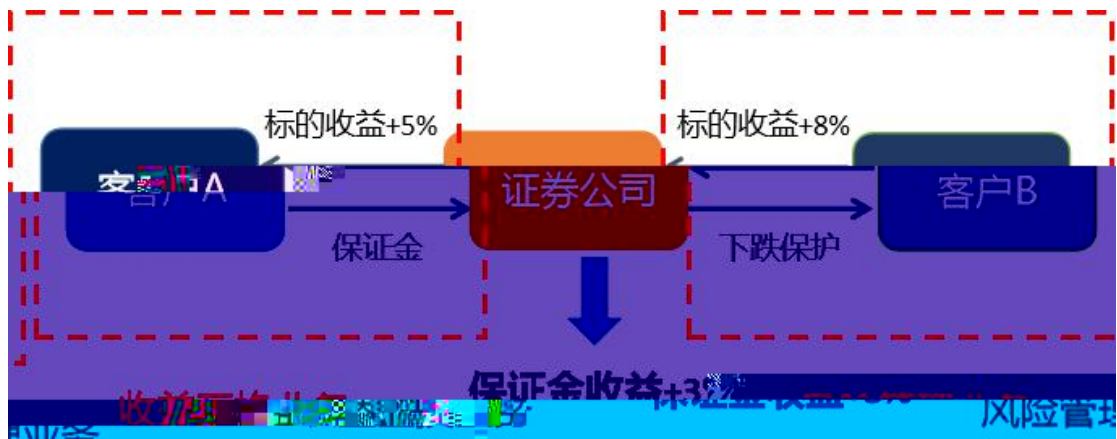 标的收益+5%
标的收益+8%
客户A
证券公司
客户B
保证金
下跌保护
保证金收益+3%
风险管理